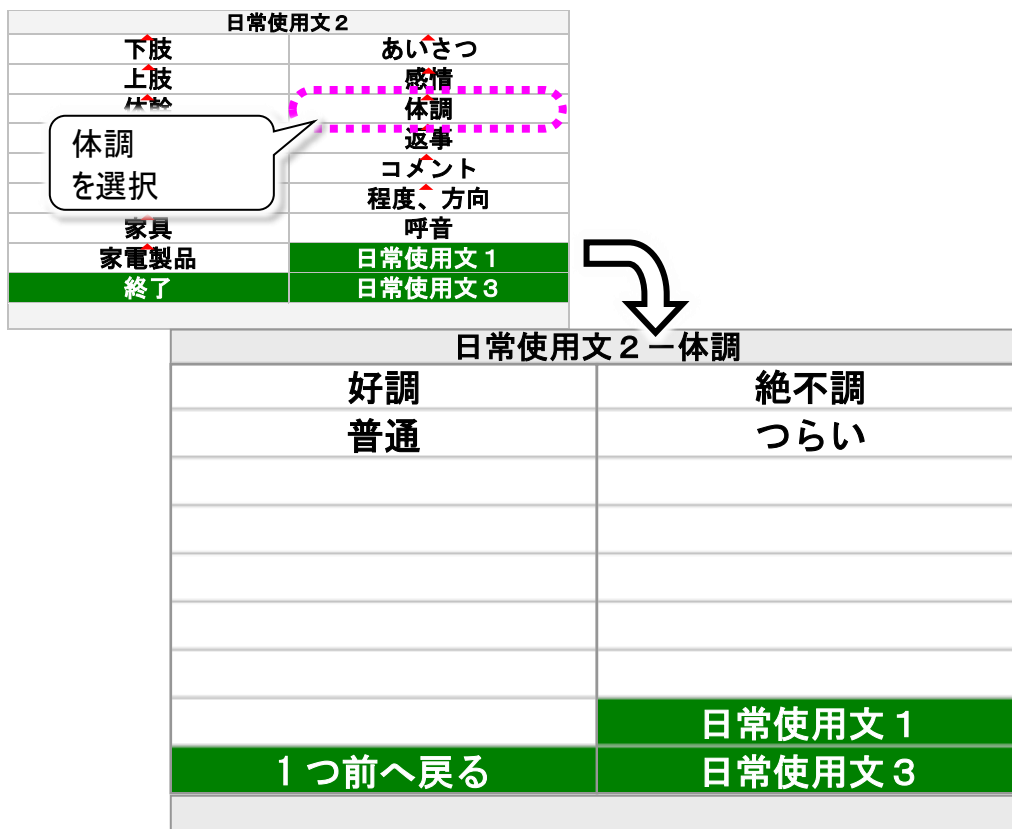 日常使用文２
下肢 あいさつ
上肢 感情
体幹 体調
返事
体調
を選択
コメント
程度、方向
家具 呼音
家電製品 日常使用文１
終了 日常使用文３
日常使用文２－体調
好調 絶不調
普通 つらい
日常使用文１
１つ前へ戻る 日常使用文３